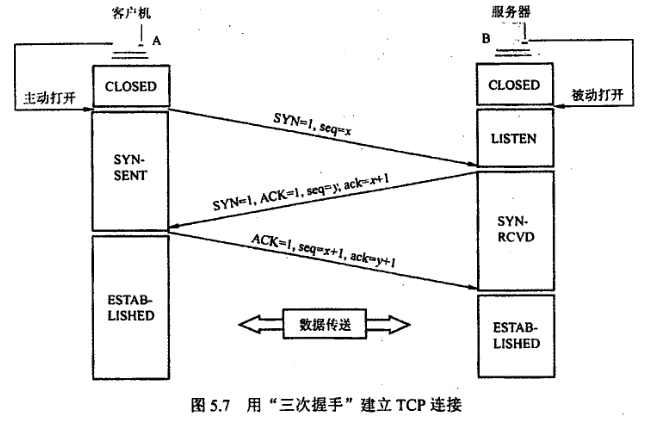 客户机
服务器
A
B
CLOSED
CLOSED
主动打开
被动打开
SYN=1, seq=x
LISTEN
SYN-
SENT
SYN=1, ACK=1, seq=y, ack=x+1
SYN-
RCVD
ACK=1, seq=x+1, ack=y+1
ESTAB-
LISHED
数据传送
ESTAB-
LISHED
图 5.7 用“三次握手”建立 TCP 连接